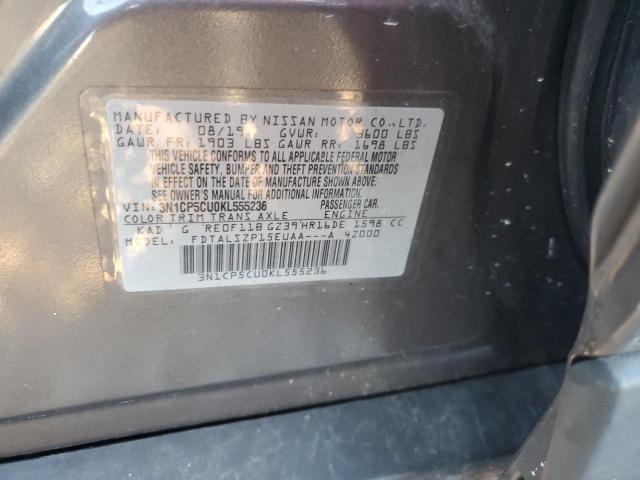 MANUFACTURED BY NISSAN MOTOR CO.,LTD.
DATE: 08/19 GVWR: 3600 LBS
GAWR FR: 1903 LBS GAWR RR: 1698 LBS
THIS VEHICLE CONFORMS TO ALL APPLICABLE FEDERAL MOTOR
VEHICLE SAFETY, BUMPER AND THEFT PREVENTION STANDARDS
IN EFFECT ON THE DATE OF MANUFACTURE SHOWN ABOVE.
SEE OWNER'S MANUAL FOR ADDITIONAL INFORMATION.
VIN: 3N1CP5CU0KL555236 PASSENGER CAR.
COLOR TRIM TRANS AXLE ENGINE
KAD G RE0F11B GZ39 HR16DE 1598 CC
FDTALSZP15EUAA---A 42000
3N1CP5CU0KL555236